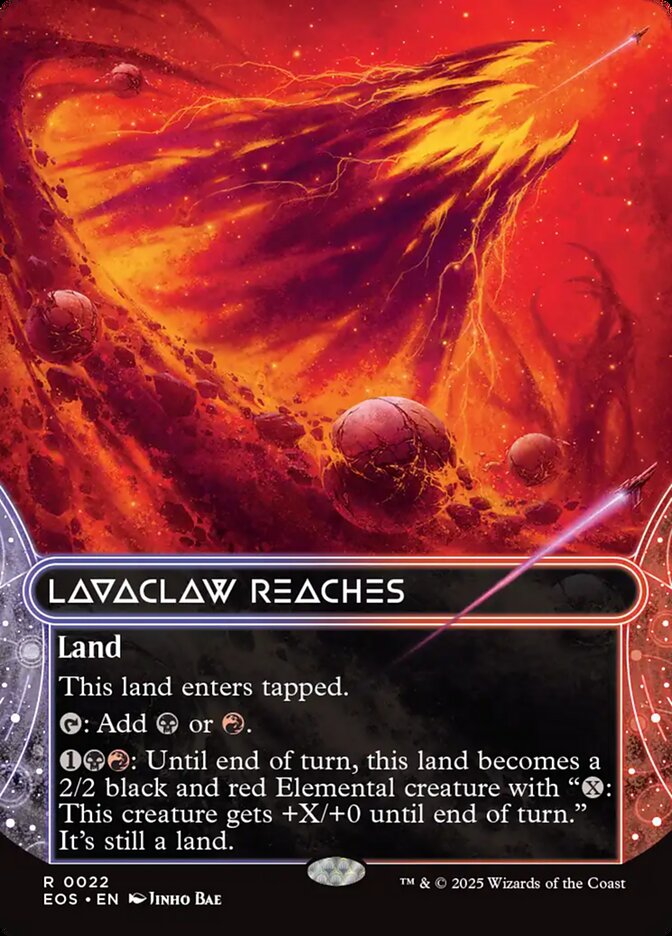 LAVACLAW REACHES
Land
This land enters tapped.
: Add or .
1: Until end of turn, this land becomes a
2/2 black and red Elemental creature with “X:
This creature gets +X/+0 until end of turn.”
It's still a land.
R 0022
EOS • EN Jinho Bae
™ & © 2025 Wizards of the Coast